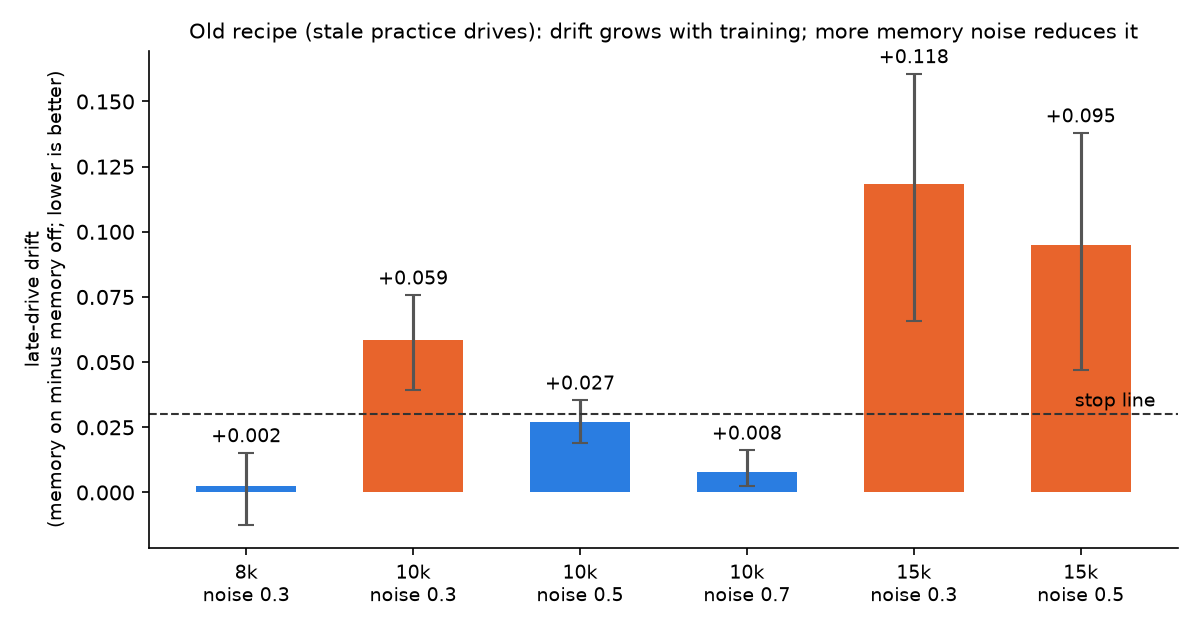 Old recipe (stale practice drives): drift grows with training; more memory noise reduces it
late-drive drift
(memory on minus memory off; lower is better)
0.150
0.125
0.100
0.075
0.050
0.025
0.000
+0.002
+0.059
+0.027
+0.008
+0.118
+0.095
stop line
8k
noise 0.3
10k
noise 0.3
10k
noise 0.5
10k
noise 0.7
15k
noise 0.3
15k
noise 0.5